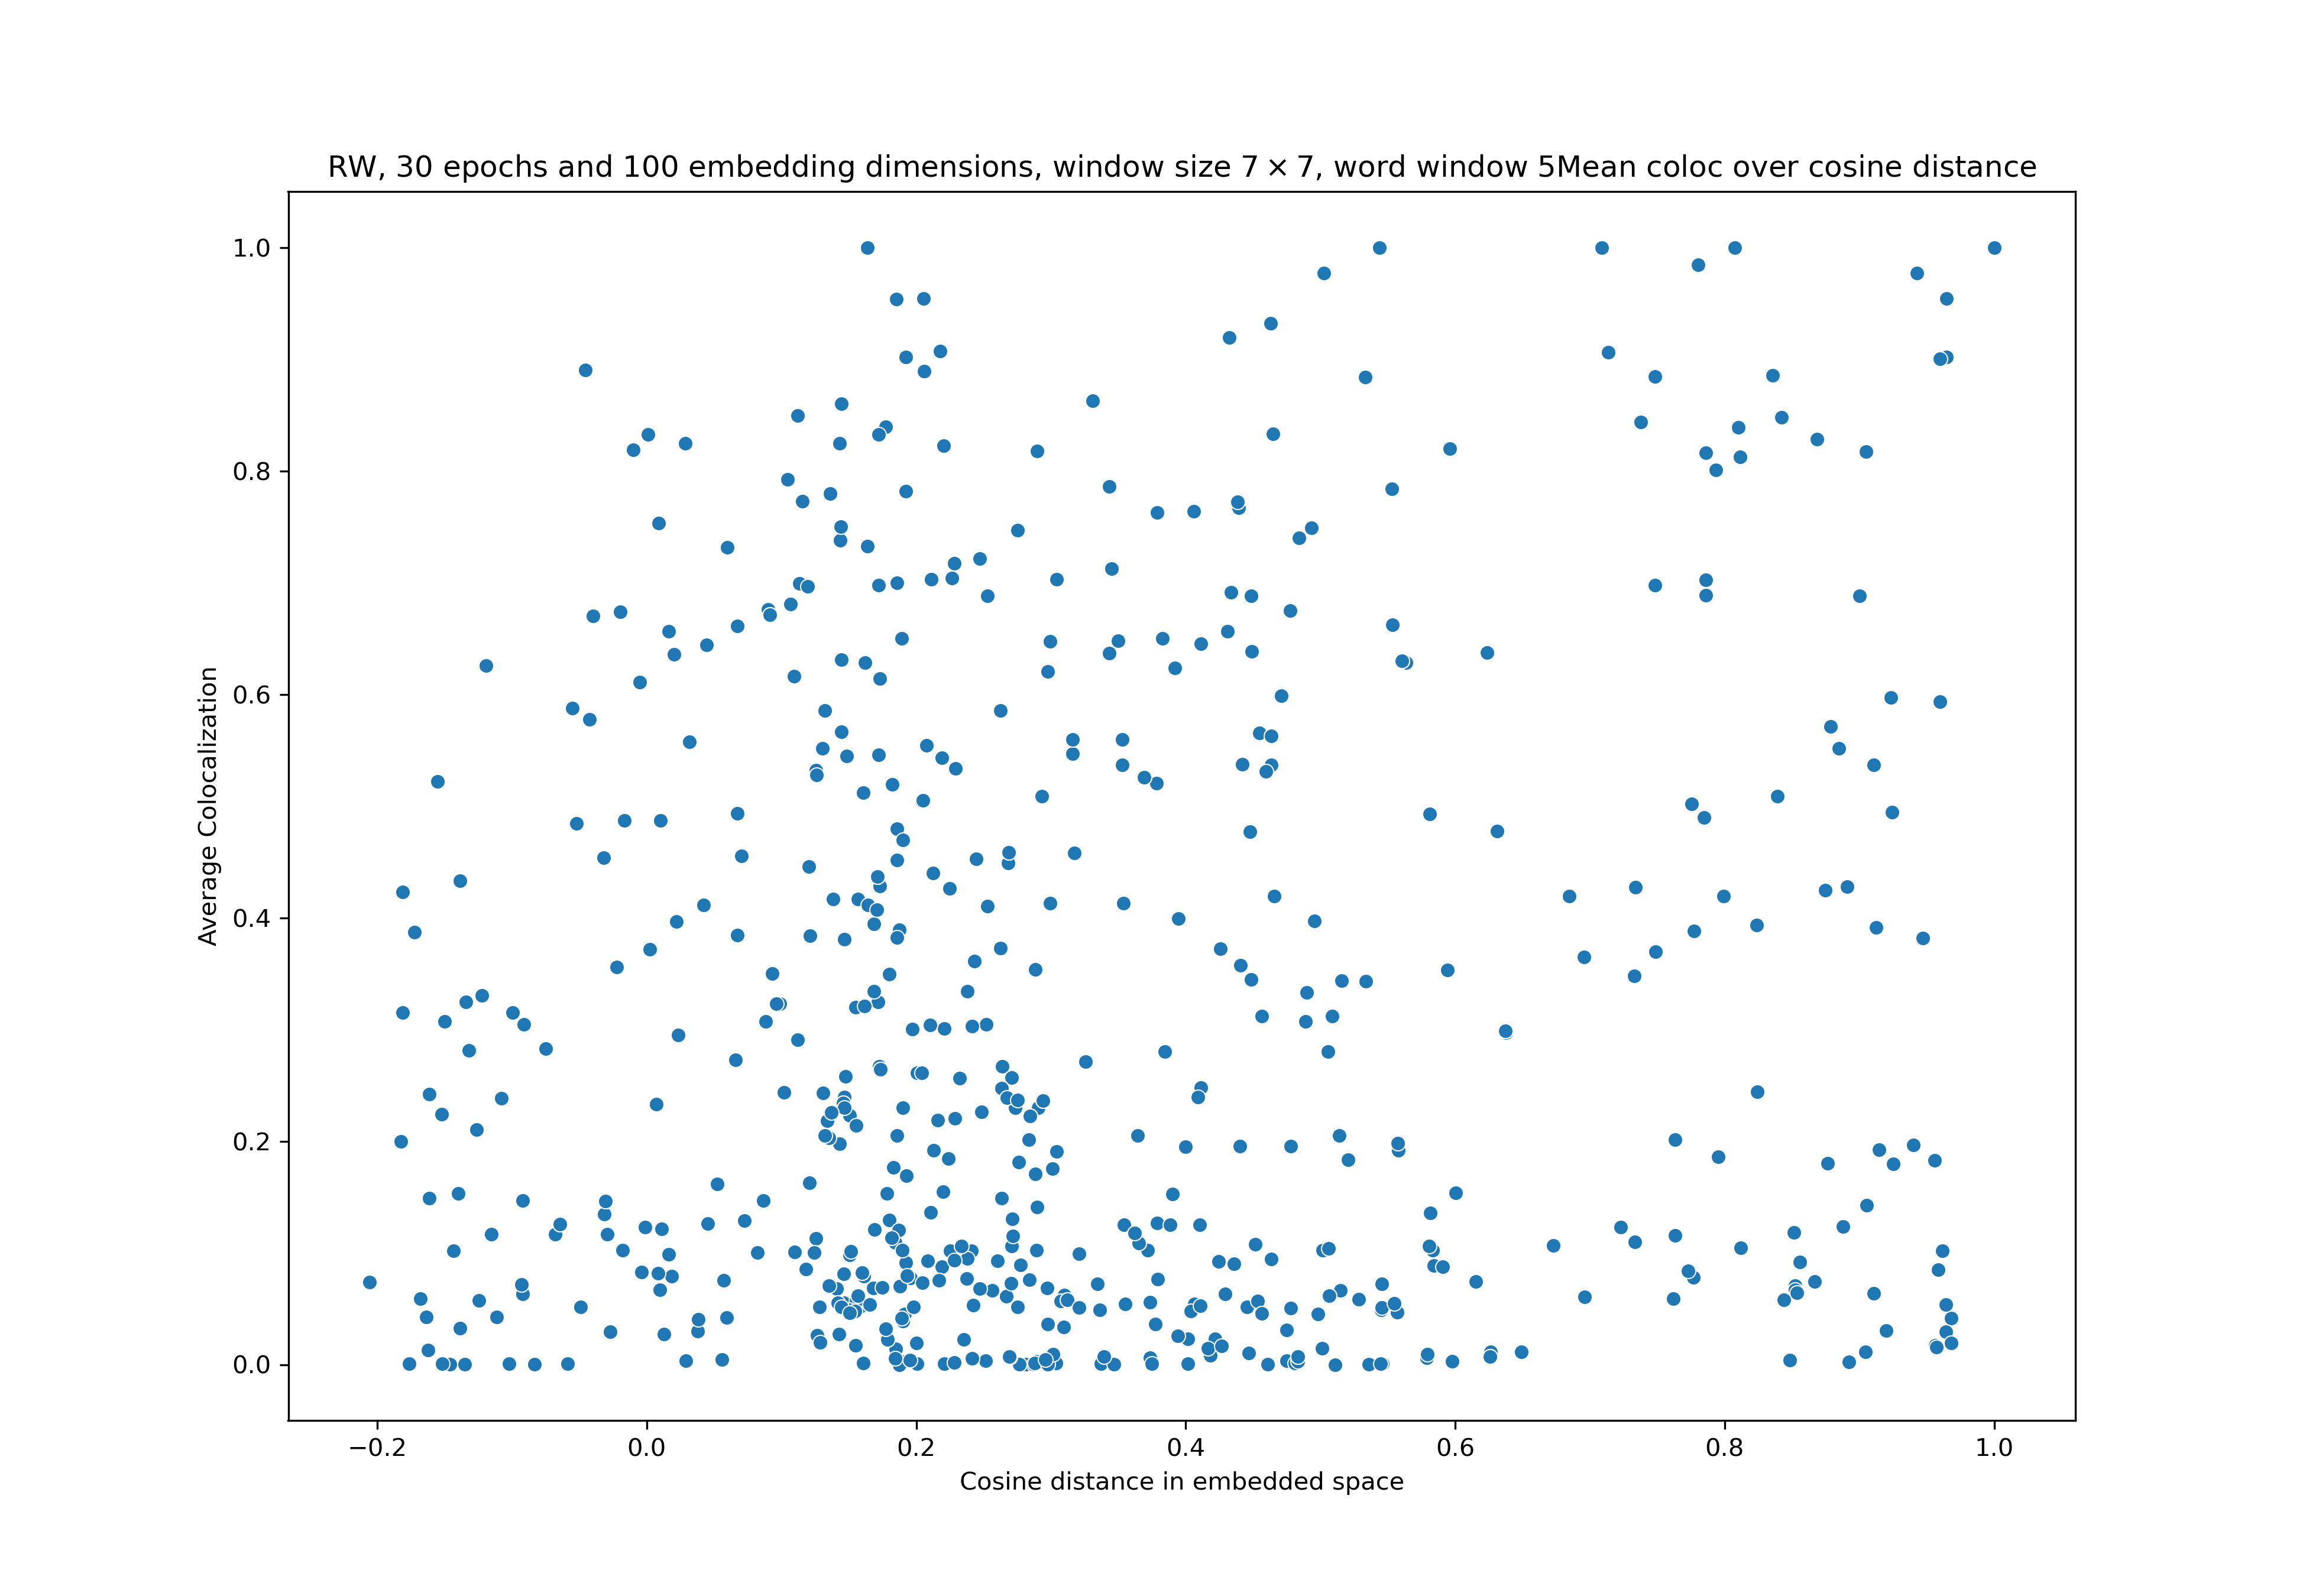 RW, 30 epochs and 100 embedding dimensions, window size 7 × 7, word window 5Mean coloc over cosine distance
1.0
0.8
0.6
0.4
0.2
0.0
Average Colocalization
−0.2 0.0 0.2 0.4 0.6 0.8 1.0
Cosine distance in embedded space